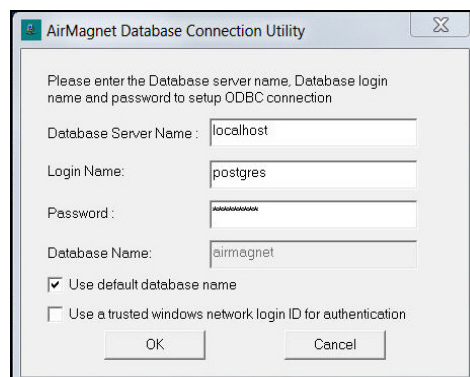 AirMagnet Database Connection Utility
Please enter the Database server name, Database login
name and password to setup ODBC connection
Database Server Name : localhost
Login Name: postgres
Password : *********
Database Name: airmagnet
Use default database name
Use a trusted windows network login ID for authentication
OK Cancel